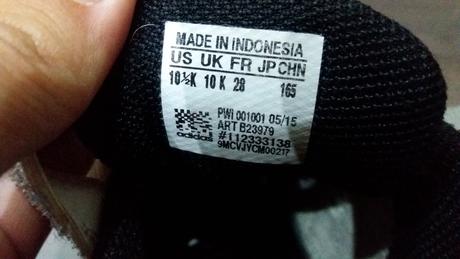 MADE IN INDONESIA
US UK FR JP CHN
10½K 10K 28 165
PWI 001001 05/15
ART B23979
adidas #112333138
9MCVJYCM00217